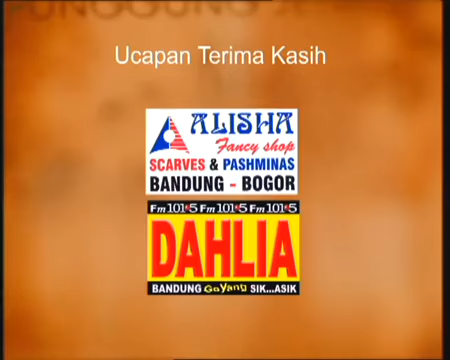 Ucapan Terima Kasih
ALISHA
Fancy shop
SCARVES & PASHMINAS
BANDUNG - BOGOR
Fm 101•5 Fm 101•5 Fm 101•5
DAHLIA
BANDUNG GoYang SIK...ASIK